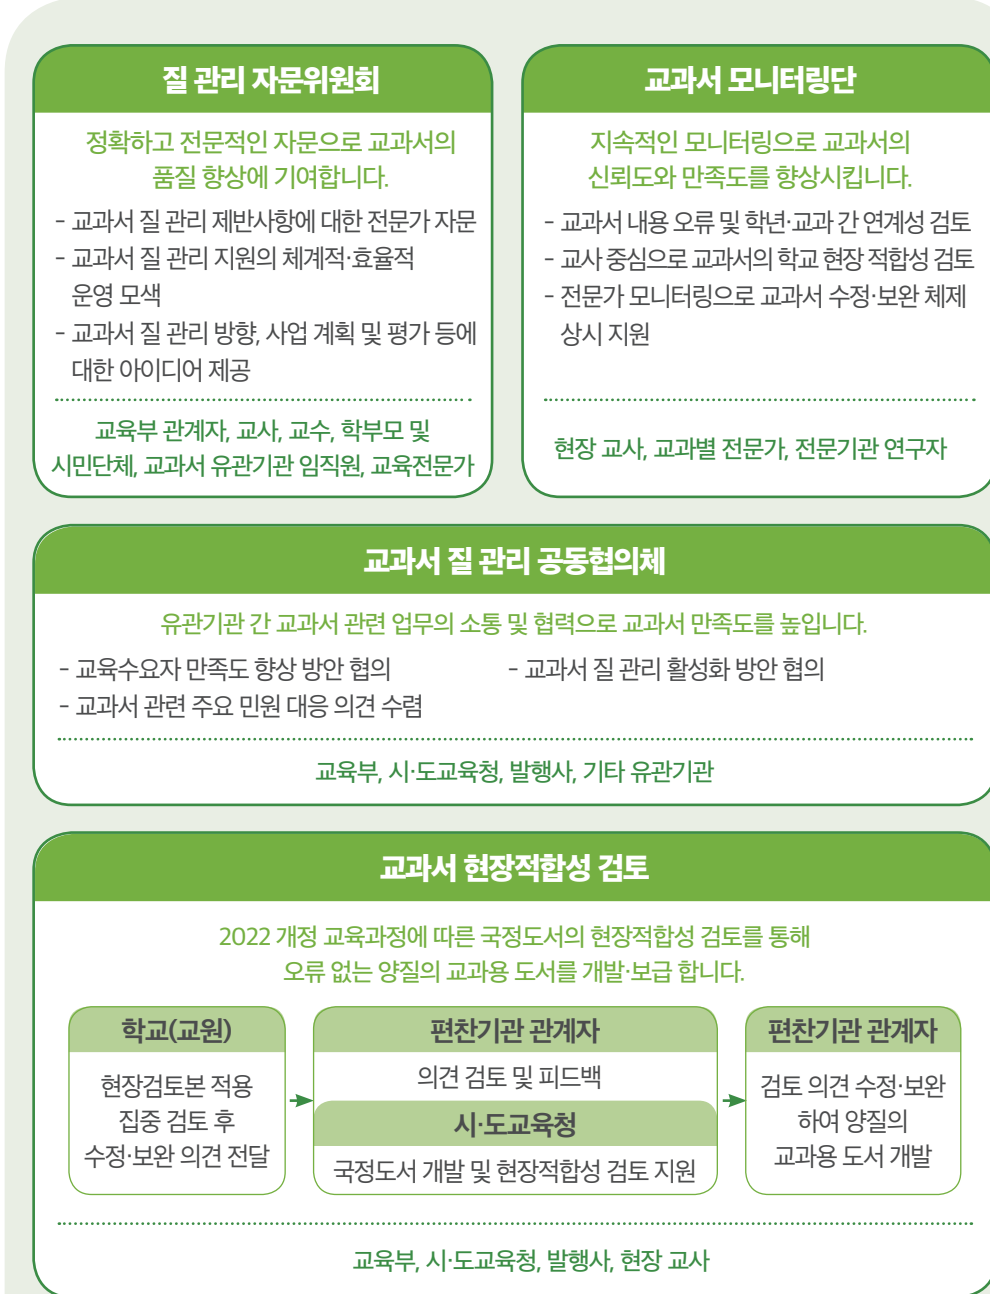 질 관리 자문위원회
정확하고 전문적인 자문으로 교과서의
품질 향상에 기여합니다.
- 교과서 질 관리 제반사항에 대한 전문가 자문
- 교과서 질 관리 지원의 체계적·효율적
운영 모색
- 교과서 질 관리 방향, 사업 계획 및 평가 등에
대한 아이디어 제공
교육부 관계자, 교사, 교수, 학부모 및
시민단체, 교과서 유관기관 임직원, 교육전문가
교과서 모니터링단
지속적인 모니터링으로 교과서의
신뢰도와 만족도를 향상시킵니다.
- 교과서 내용 오류 및 학년·교과 간 연계성 검토
- 교사 중심으로 교과서의 학교 현장 적합성 검토
- 전문가 모니터링으로 교과서 수정·보완 체제
상시 지원
현장 교사, 교과별 전문가, 전문기관 연구자
교과서 질 관리 공동협의체
유관기관 간 교과서 관련 업무의 소통 및 협력으로 교과서 만족도를 높입니다.
- 교육수요자 만족도 향상 방안 협의
- 교과서 질 관리 활성화 방안 협의
- 교과서 관련 주요 민원 대응 의견 수렴
교육부, 시·도교육청, 발행사, 기타 유관기관
교과서 현장적합성 검토
2022 개정 교육과정에 따른 국정도서의 현장적합성 검토를 통해
오류 없는 양질의 교과용 도서를 개발·보급 합니다.
학교(교원)
현장검토본 적용
집중 검토 후
수정·보완 의견 전달
편찬기관 관계자
의견 검토 및 피드백
시·도교육청
국정도서 개발 및 현장적합성 검토 지원
편찬기관 관계자
검토 의견 수정·보완
하여 양질의
교과용 도서 개발
교육부, 시·도교육청, 발행사, 현장 교사